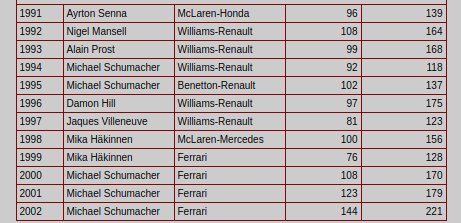 1991 Ayrton Senna McLaren-Honda 96 139
1992 Nigel Mansell Williams-Renault 108 164
1993 Alain Prost Williams-Renault 99 168
1994 Michael Schumacher Williams-Renault 92 118
1995 Michael Schumacher Benetton-Renault 102 137
1996 Damon Hill Williams-Renault 97 175
1997 Jaques Villeneuve Williams-Renault 81 123
1998 Mika Häkinnen McLaren-Mercedes 100 156
1999 Mika Häkinnen Ferrari 76 128
2000 Michael Schumacher Ferrari 108 170
2001 Michael Schumacher Ferrari 123 179
2002 Michael Schumacher Ferrari 144 221